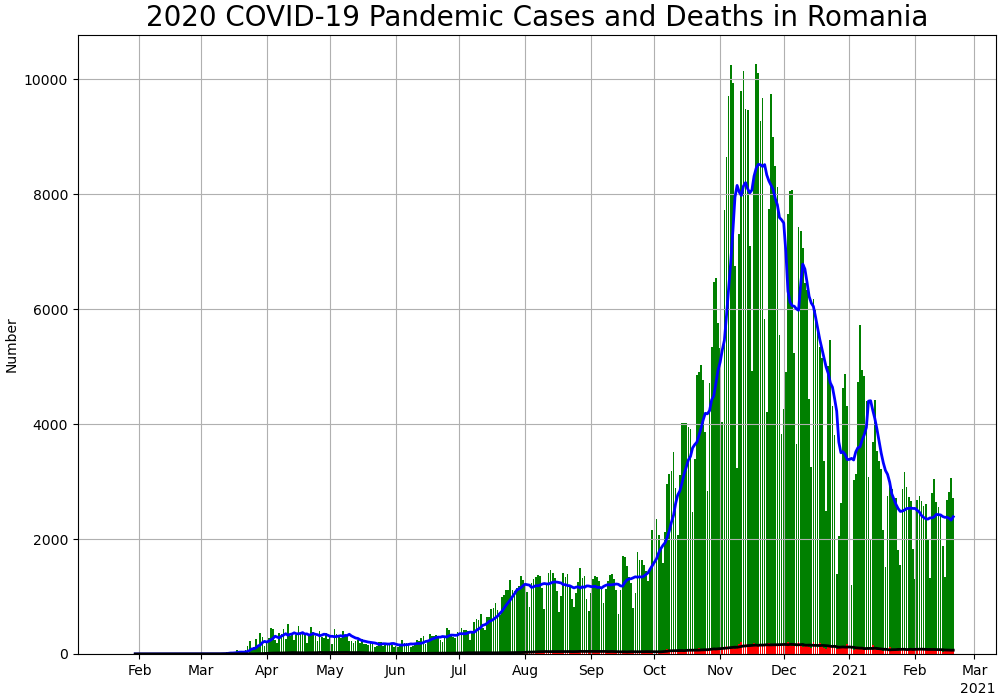 2020 COVID-19 Pandemic Cases and Deaths in Romania
10000
8000
6000
4000
2000
0
Number
Feb Mar Apr May Jun Jul Aug Sep Oct Nov Dec 2021 Feb Mar
2021